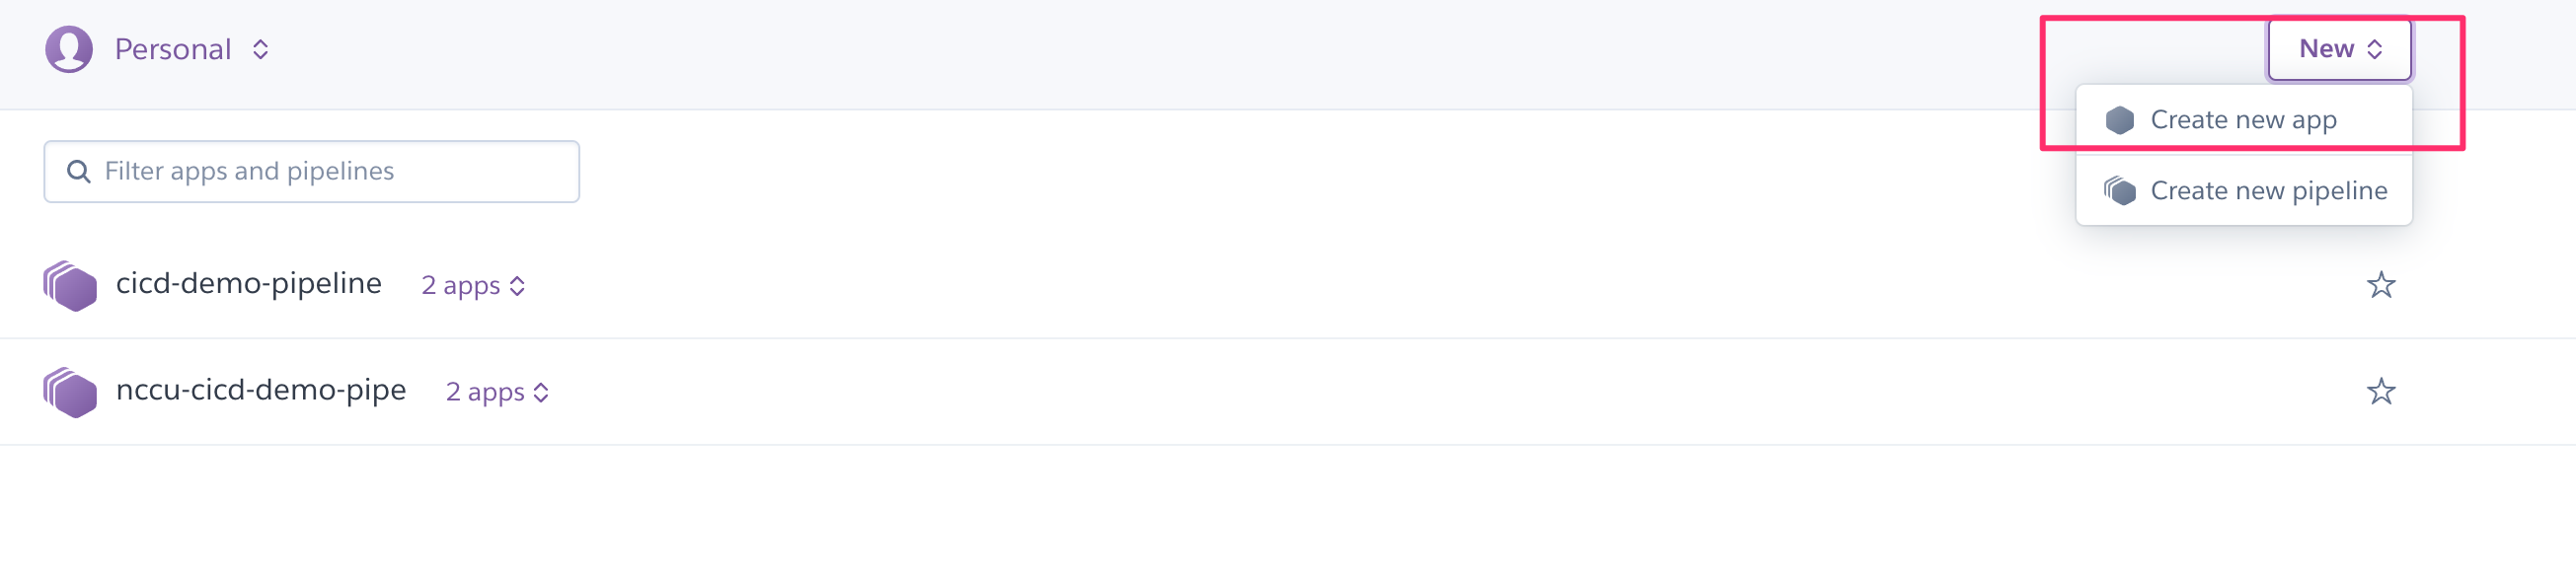 Personal
New
Create new app
Filter apps and pipelines
Create new pipeline
cicd-demo-pipeline 2 apps
nccu-cicd-demo-pipe 2 apps